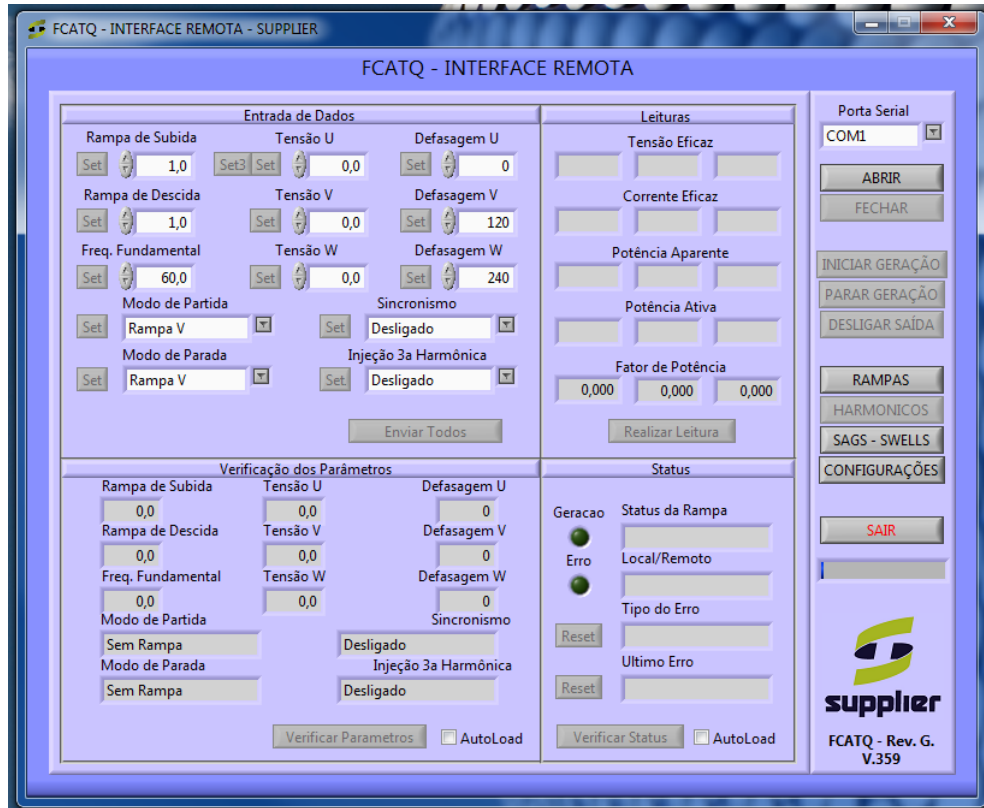 FCATQ - INTERFACE REMOTA - SUPPLIER
FCATQ - INTERFACE REMOTA
Entrada de Dados
Rampa de Subida Tensão U Defasagem U
Set 1,0 Set3 Set 0,0 Set 0
Rampa de Descida Tensão V Defasagem V
Set 1,0 Set 0,0 Set 120
Freq. Fundamental Tensão W Defasagem W
Set 60,0 Set 0,0 Set 240
Modo de Partida Sincronismo
Set Rampa V Set Desligado
Modo de Parada Injeção 3a Harmônica
Set Rampa V Set Desligado
Enviar Todos
Leituras
Tensão Eficaz
Corrente Eficaz
Potência Aparente
Potência Ativa
Fator de Potência
0,000 0,000 0,000
Realizar Leitura
Verificação dos Parâmetros
Rampa de Subida Tensão U Defasagem U
0,0 0,0 0
Rampa de Descida Tensão V Defasagem V
0,0 0,0 0
Freq. Fundamental Tensão W Defasagem W
0,0 0,0 0
Modo de Partida Sincronismo
Sem Rampa Desligado
Modo de Parada Injeção 3a Harmônica
Sem Rampa Desligado
Verificar Parametros AutoLoad
Status
Geracao Status da Rampa
Erro Local/Remoto
Tipo do Erro
Reset
Ultimo Erro
Reset
Verificar Status AutoLoad
Porta Serial
COM1
ABRIR
FECHAR
INICIAR GERAÇÃO
PARAR GERAÇÃO
DESLIGAR SAÍDA
RAMPAS
HARMONICOS
SAGS - SWELLS
CONFIGURAÇÕES
SAIR
supplier
FCATQ - Rev. G.
V.359